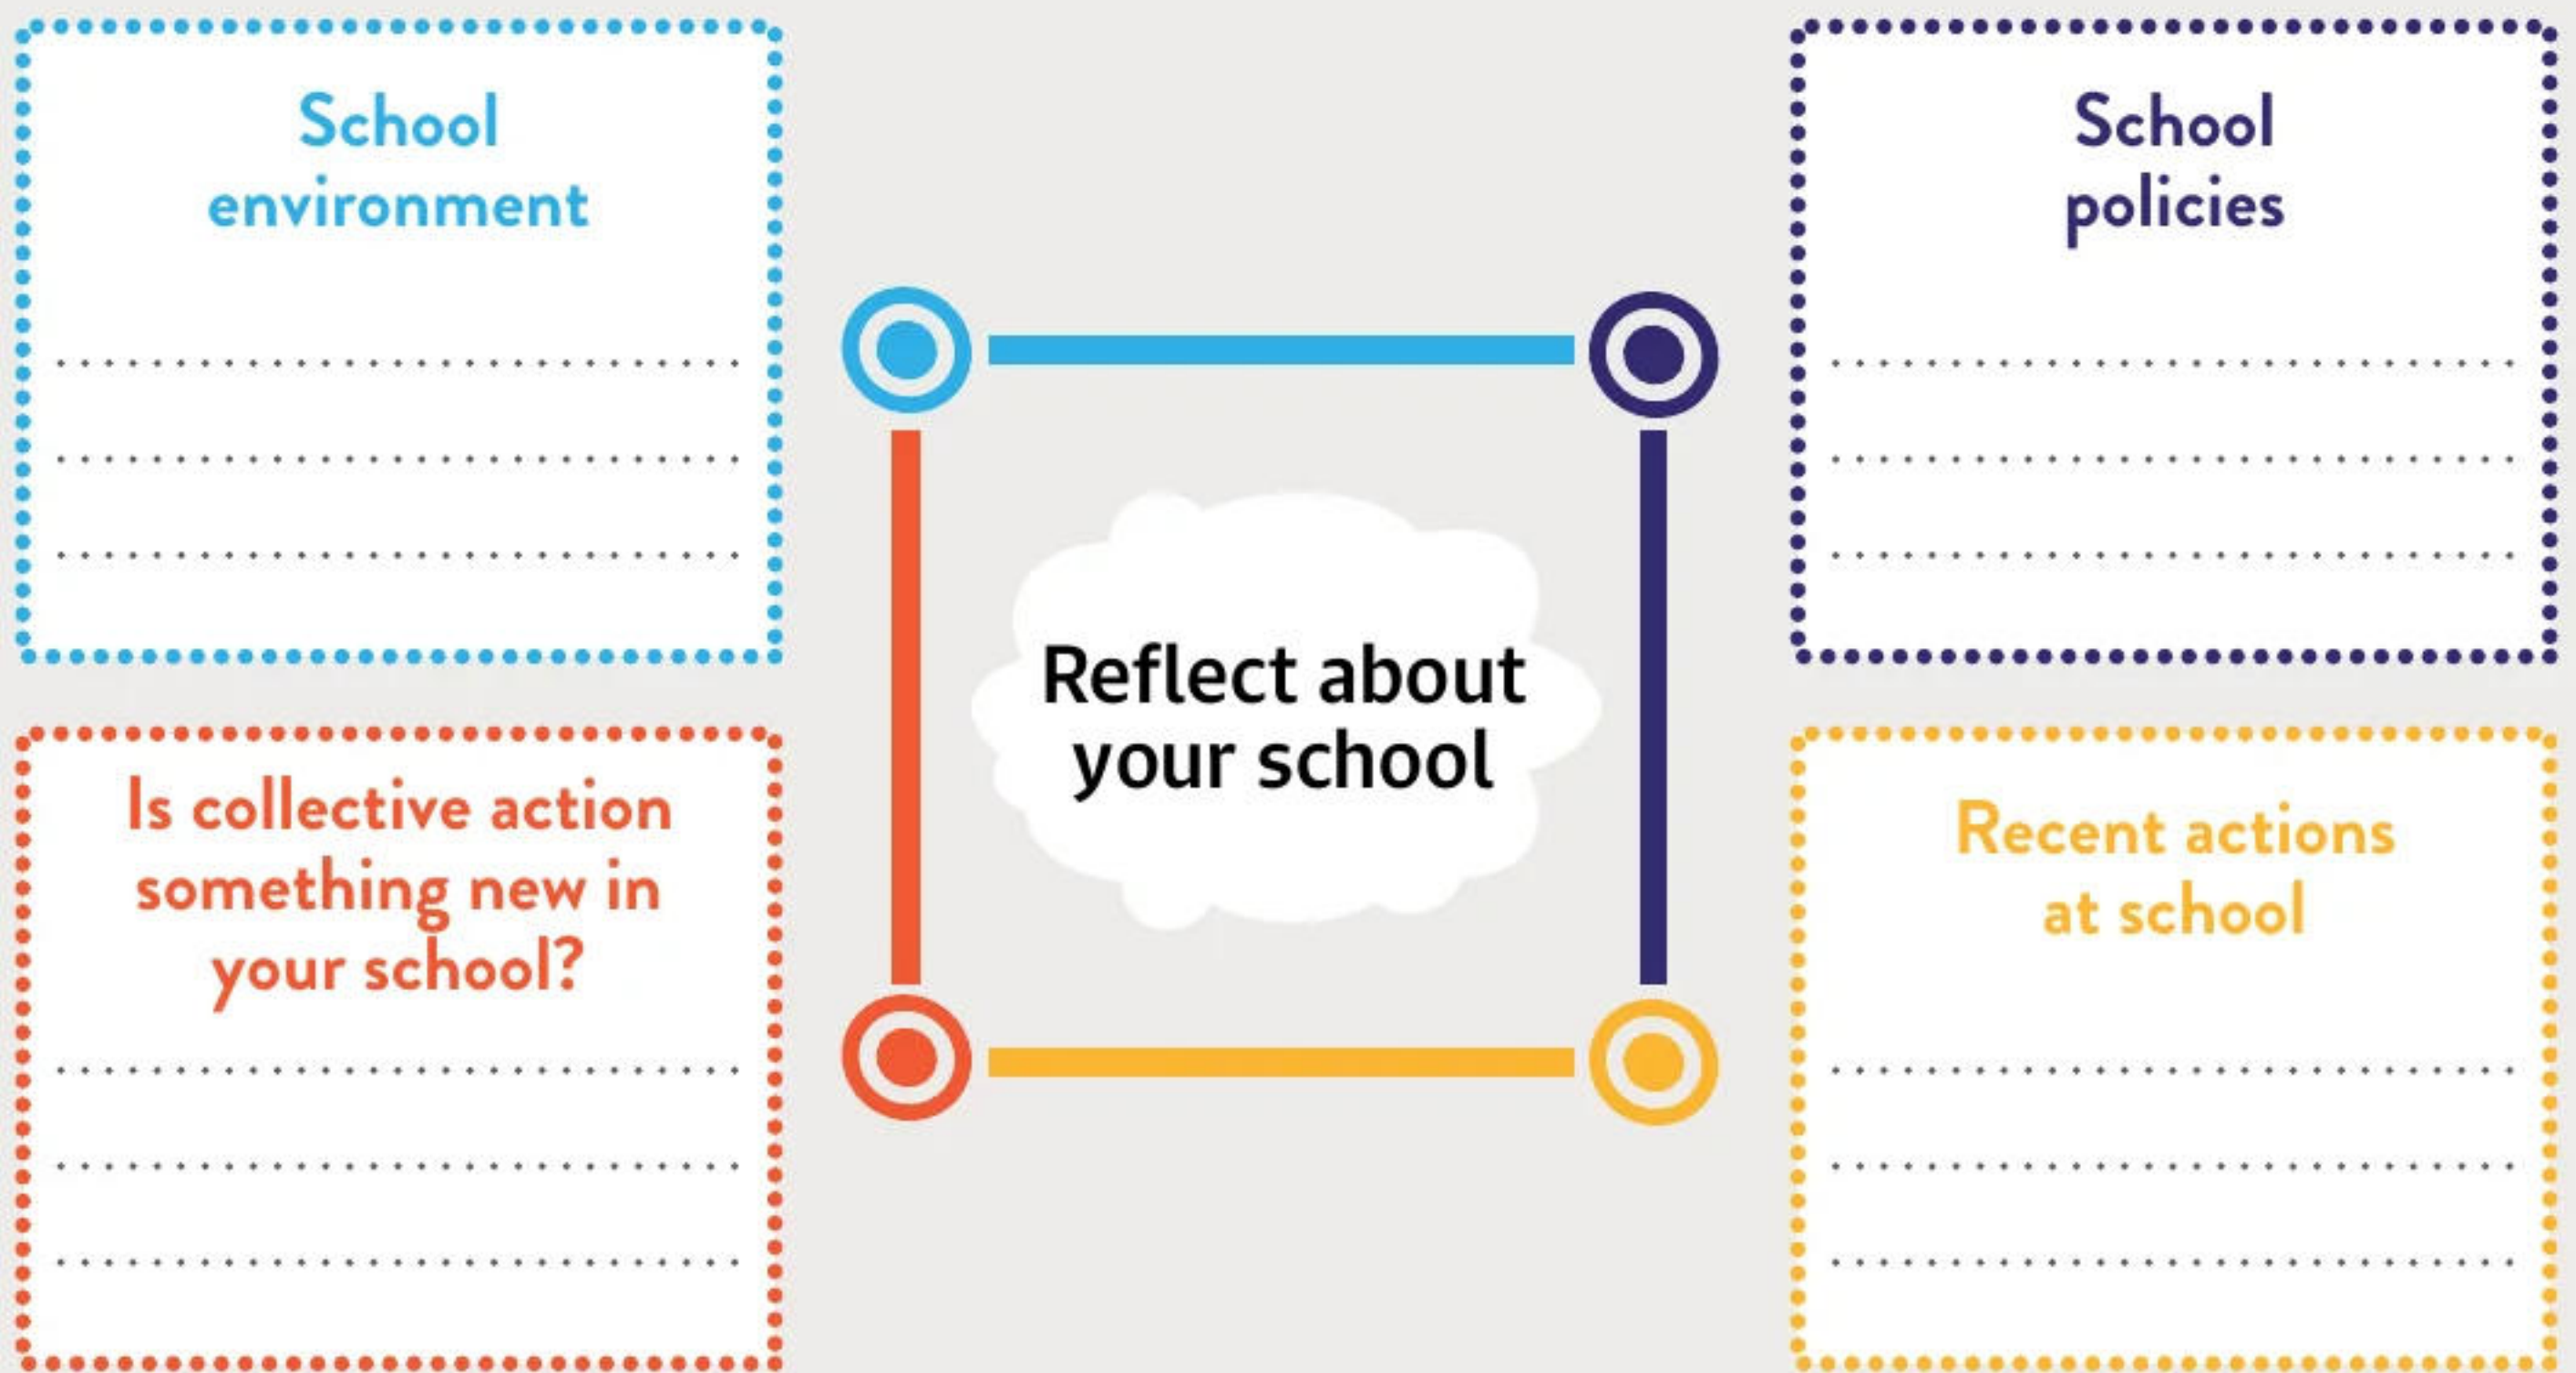 School
environment
School
policies
Reflect about
your school
Is collective action
something new in
your school?
Recent actions
at school